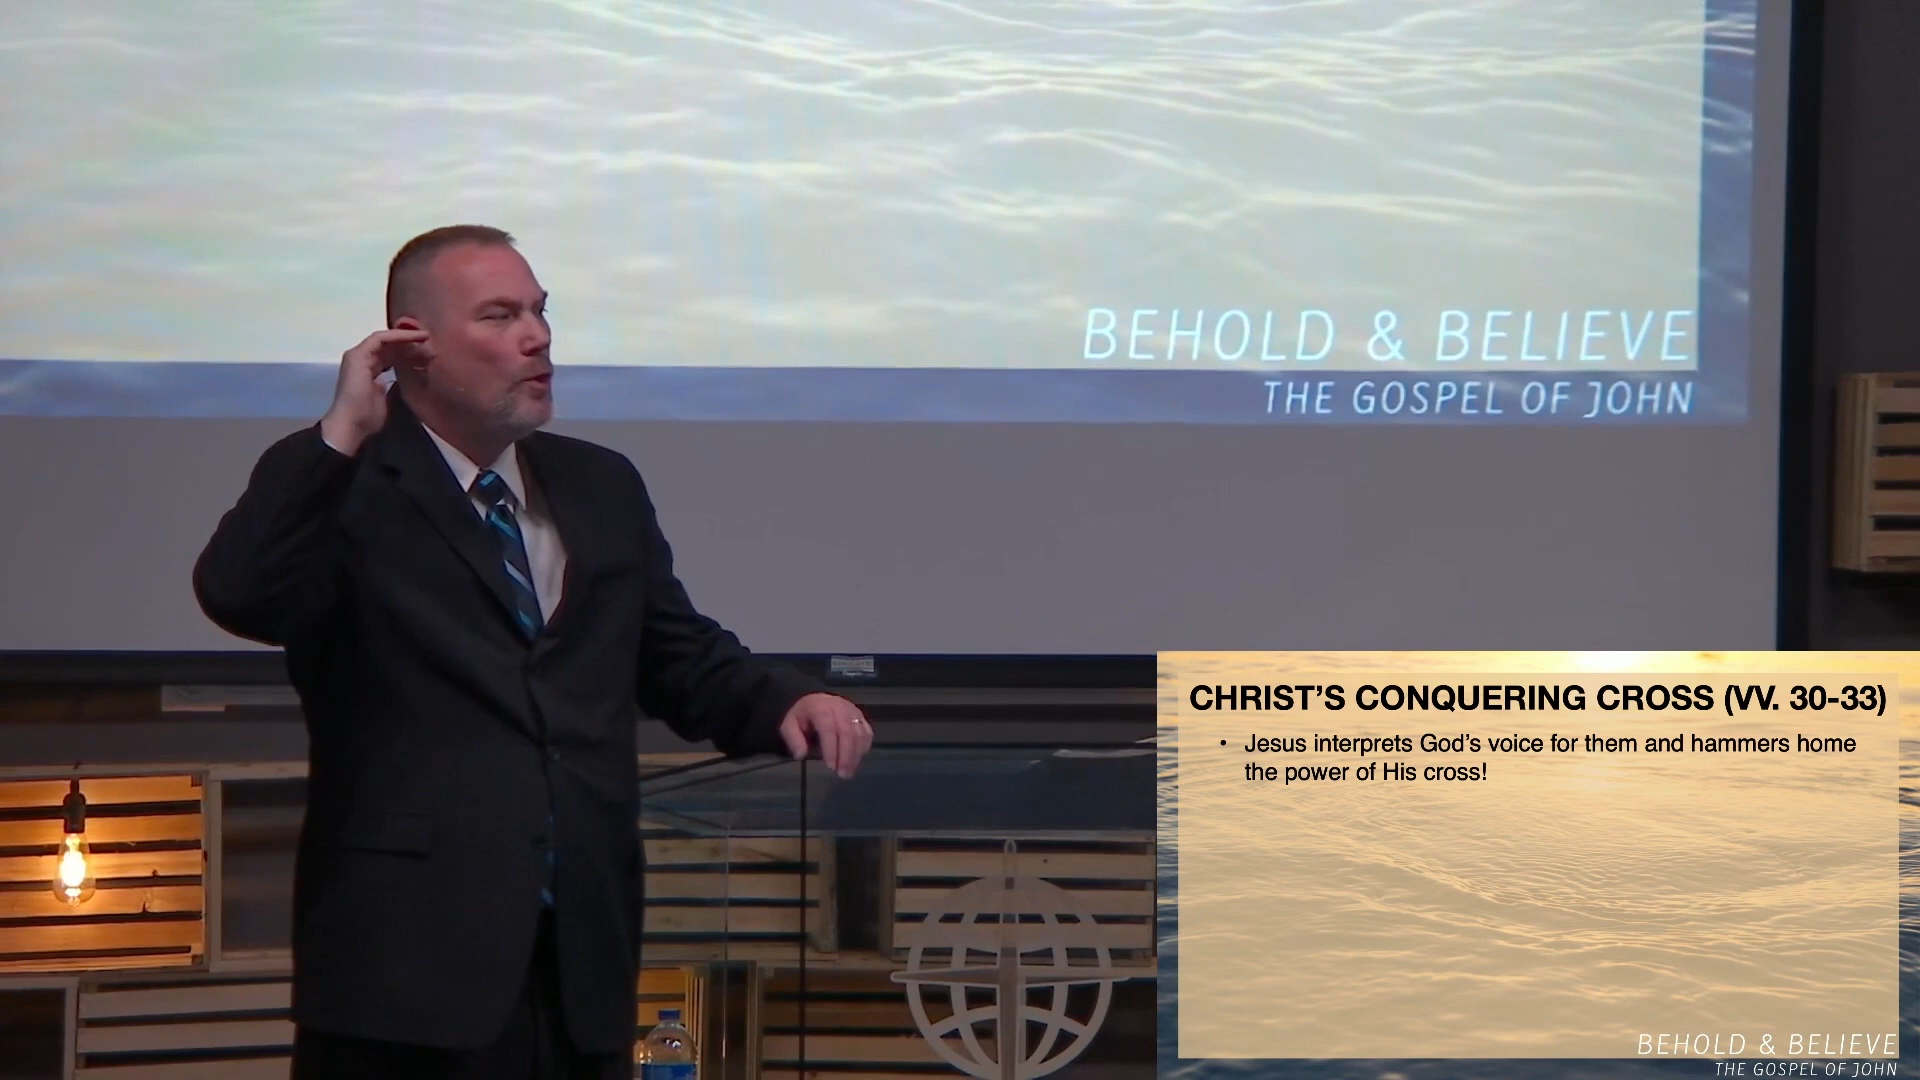 BEHOLD & BELIEVE
THE GOSPEL OF JOHN
CHRIST'S CONQUERING CROSS (VV. 30-33)
• Jesus interprets God's voice for them and hammers home
the power of His cross!
BEHOLD & BELIEVE
THE GOSPEL OF JOHN